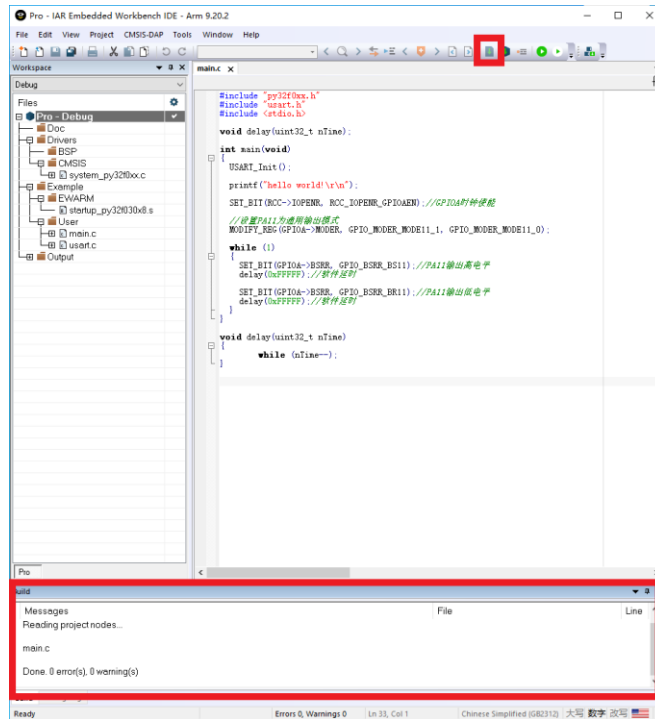 Pro - IAR Embedded Workbench IDE - Arm 9.20.2
File Edit View Project CMSIS-DAP Tools Window Help
Workspace
main.c x
Debug
Files
Pro - Debug
Doc
Drivers
BSP
CMSIS
system_py32f0xx.c
Example
EWARM
startup_py32f030x8.s
User
main.c
usart.c
Output
#include "py32f0xx.h"
#include "usart.h"
#include <stdio.h>
void delay(uint32_t nTime);
int main(void)
{
USART_Init();
printf("hello world!\r\n");
SET_BIT(RCC->IOPENR, RCC_IOPENR_GPIOAEN);//GPIOA时钟使能
//设置PA11为通用输出模式
MODIFY_REG(GPIOA->MODER, GPIO_MODER_MODE11_1, GPIO_MODER_MODE11_0);
while (1)
{
SET_BIT(GPIOA->BSRR, GPIO_BSRR_BS11);//PA11输出高电平
delay(0xFFFFF);//软件延时
SET_BIT(GPIOA->BSRR, GPIO_BSRR_BR11);//PA11输出低电平
delay(0xFFFFF);//软件延时
}
}
void delay(uint32_t nTime)
{
while (nTime--);
}
Pro
Messages File Line
Reading project nodes...
main.c
Done. 0 error(s), 0 warning(s)
Ready Errors 0, Warnings 0 Ln 33, Col 1 Chinese Simplified (GB2312) 大写 数字 改写